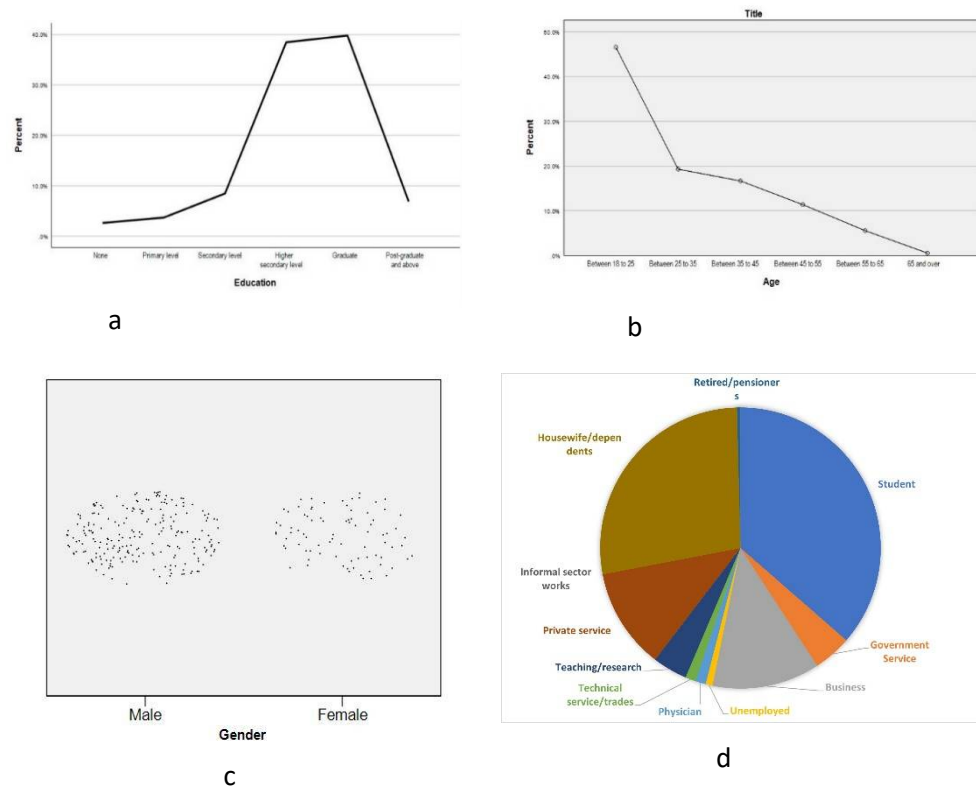 40.0%
30.0%
20.0%
10.0%
.0%
Percent
None
Primary level
Secondary level
Higher
secondary level
Graduate
Post-graduate
and above
Education
a
Title
50.0%
40.0%
30.0%
20.0%
10.0%
.0%
Percent
Between 18 to 25
Between 25 to 35
Between 35 to 45
Between 45 to 55
Between 55 to 65
65 and over
Age
b
Male
Female
Gender
c
Retired/pensioner
s
Housewife/depen
dents
Student
Informal sector
works
Private service
Government
Service
Teaching/research
Business
Technical
service/trades
Physician
Unemployed
d